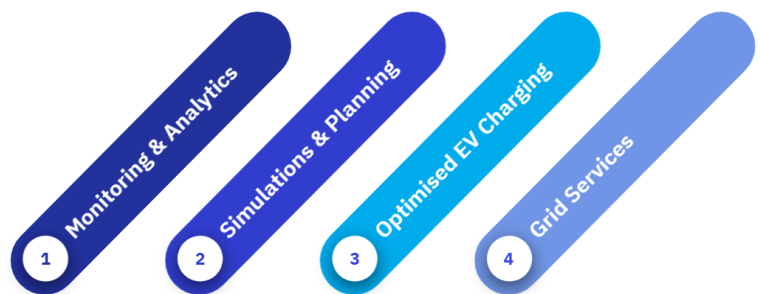 1 Monitoring & Analytics
2 Simulations & Planning
3 Optimised EV Charging
4 Grid Services